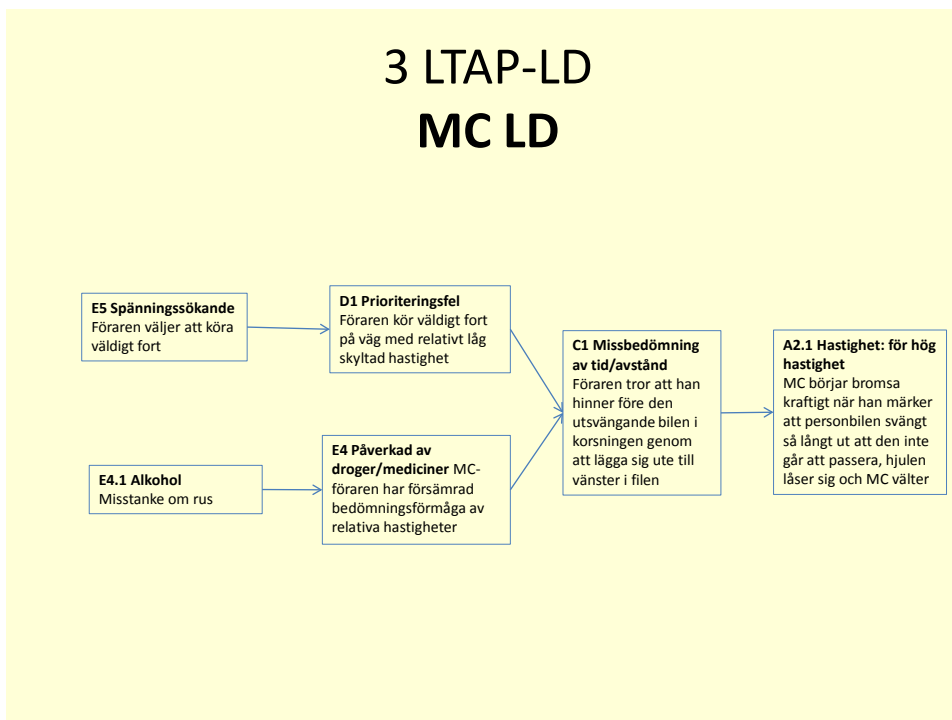 3 LTAP-LD
MC LD
E5 Spänningssökande
Föraren väljer att köra
väldigt fort
D1 Prioriteringsfel
Föraren kör väldigt fort
på väg med relativt låg
skyltad hastighet
E4.1 Alkohol
Misstanke om rus
E4 Påverkad av
droger/mediciner MC-
föraren har försämrad
bedömningsförmåga av
relativa hastigheter
C1 Missbedömning
av tid/avstånd
Föraren tror att han
hinner före den
utsvängande bilen i
korsningen genom
att lägga sig ute till
vänster i filen
A2.1 Hastighet: för hög
hastighet
MC börjar bromsa
kraftigt när han märker
att personbilen svängt
så långt ut att den inte
går att passera, hjulen
låser sig och MC välter